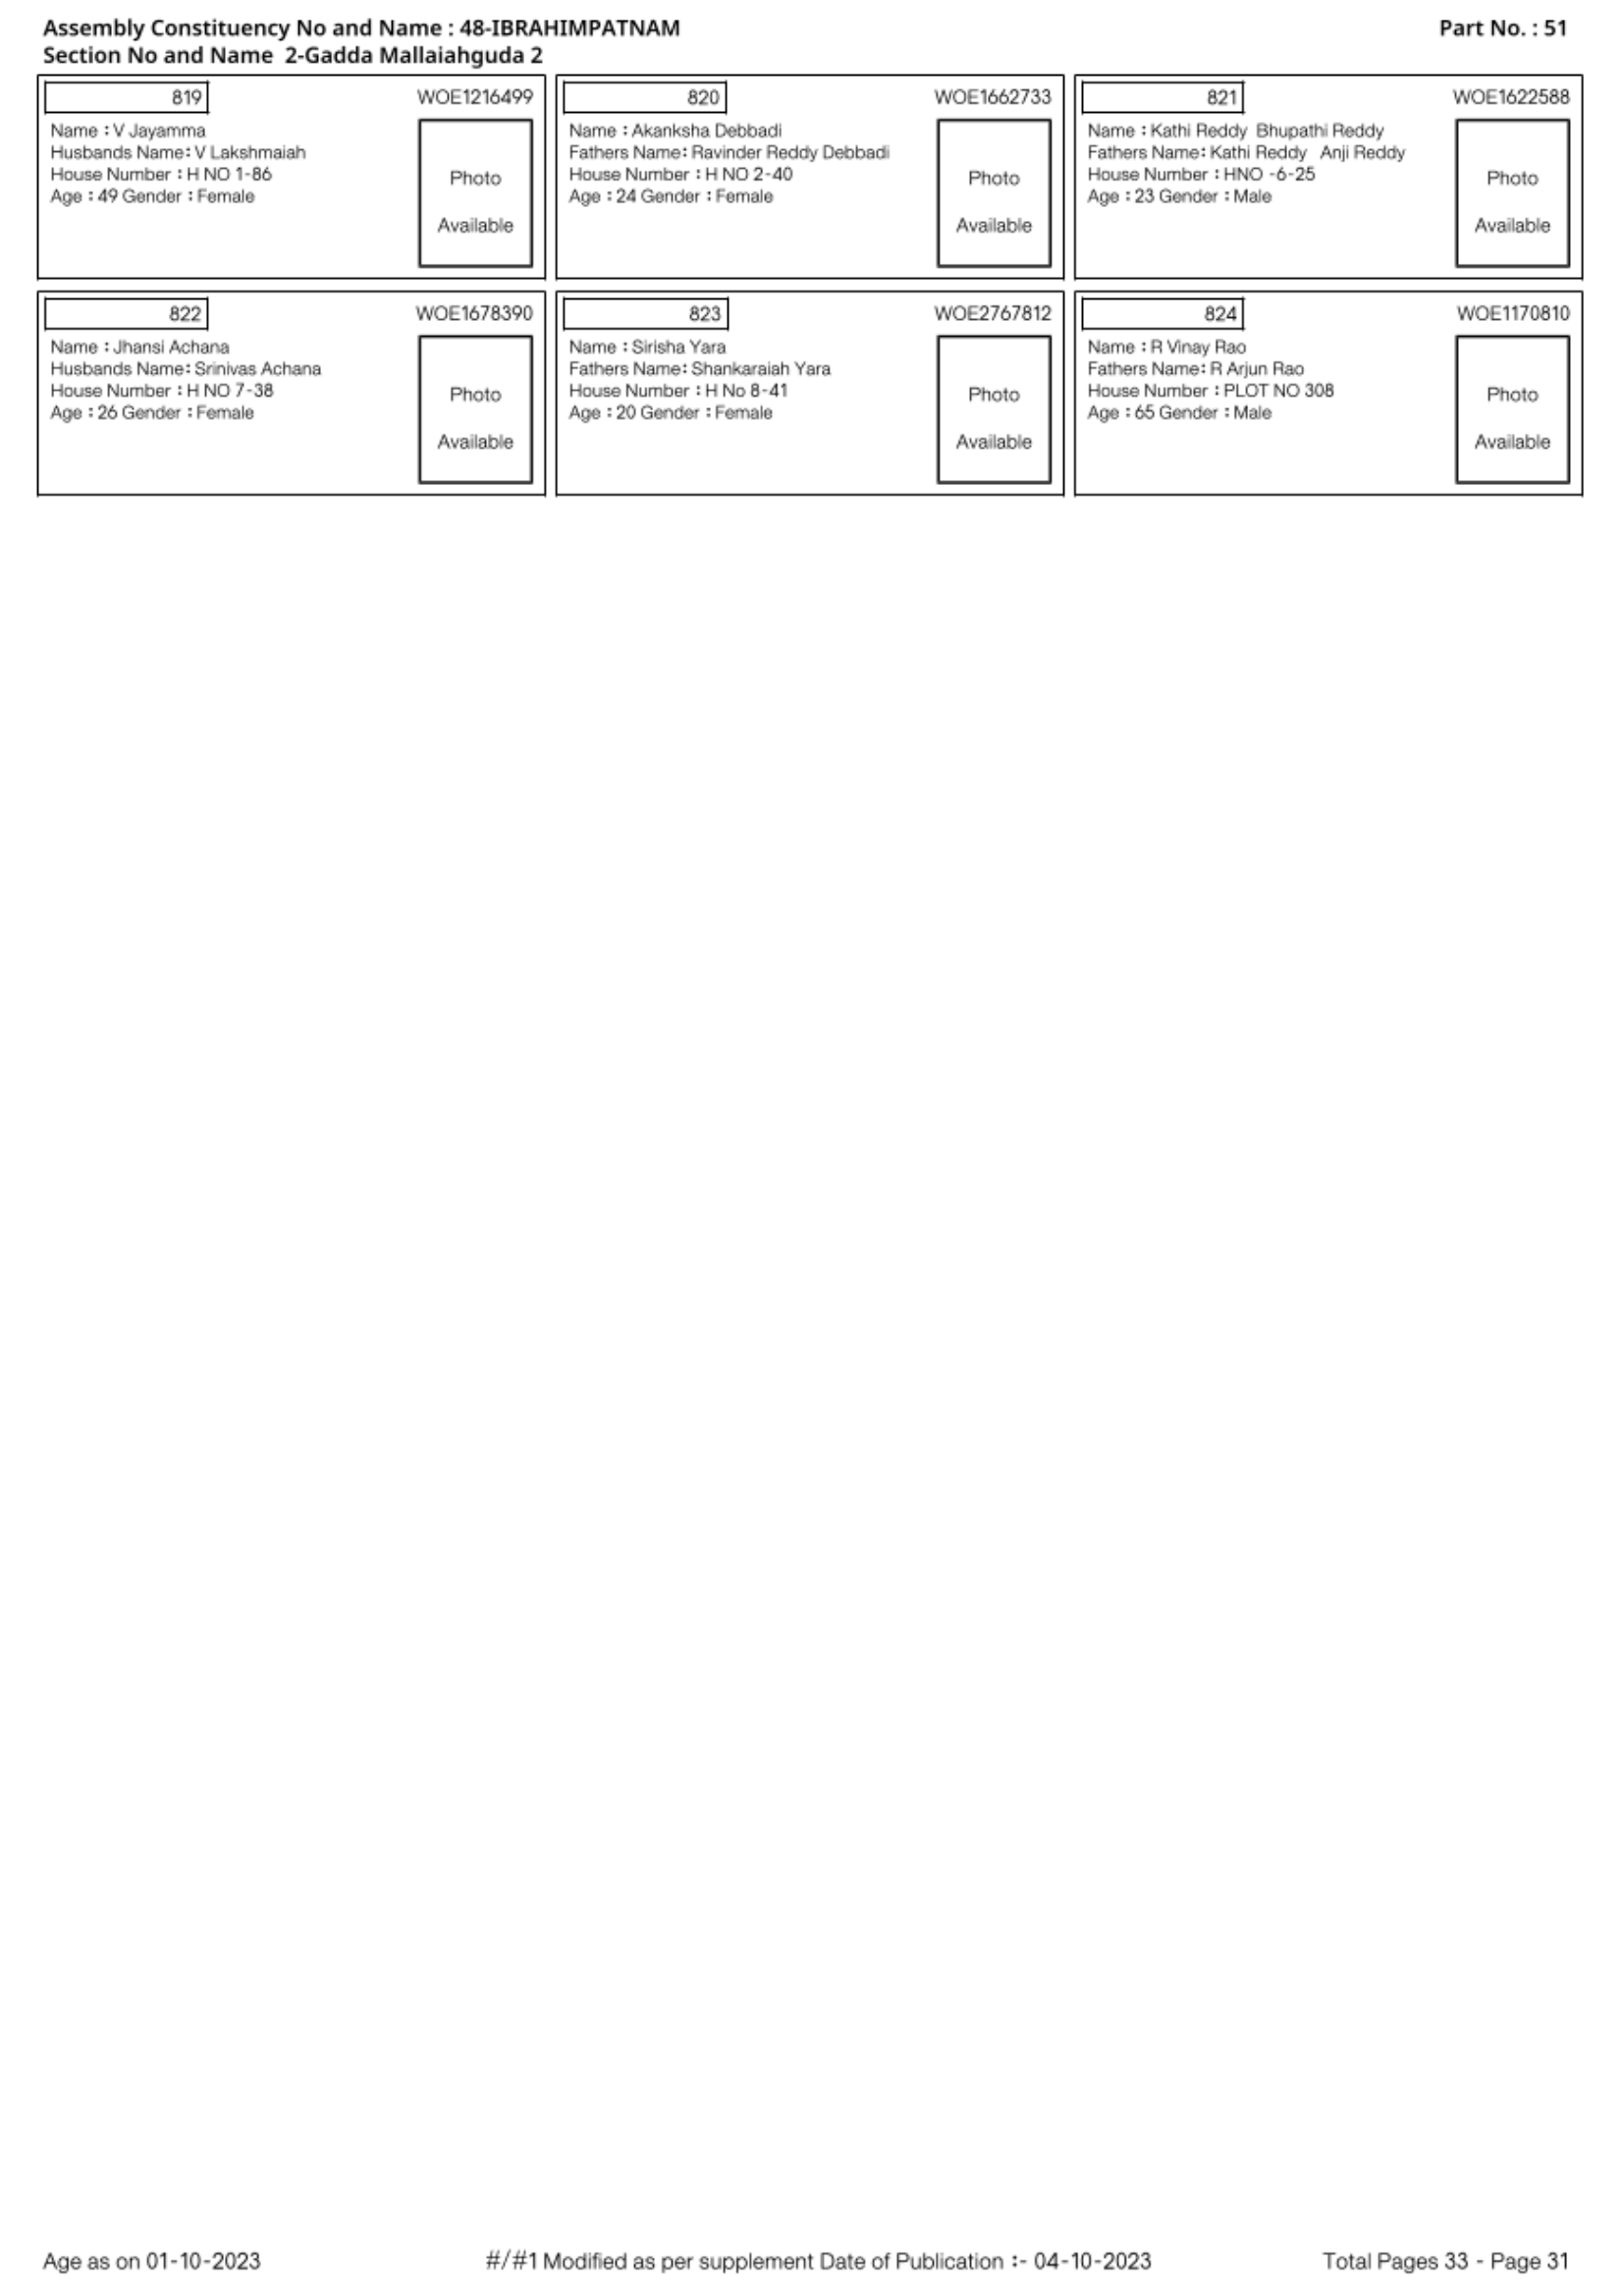 Assembly Constituency No and Name : 48-IBRAHIMPATNAM
Part No. : 51
Section No and Name 2-Gadda Mallaiahguda 2
819
WOE1216499
Name : V Jayamma
Husbands Name: V Lakshmaiah
House Number : H NO 1-86
Age : 49 Gender : Female
Photo
Available
820
WOE1662733
Name : Akanksha Debbadi
Fathers Name: Ravinder Reddy Debbadi
House Number : H NO 2-40
Age : 24 Gender : Female
Photo
Available
821
WOE1622588
Name : Kathi Reddy Bhupathi Reddy
Fathers Name: Kathi Reddy Anji Reddy
House Number : HNO -6-25
Age : 23 Gender : Male
Photo
Available
822
WOE1678390
Name : Jhansi Achana
Husbands Name: Srinivas Achana
House Number : H NO 7-38
Age : 26 Gender : Female
Photo
Available
823
WOE2767812
Name : Sirisha Yara
Fathers Name: Shankaraiah Yara
House Number : H No 8-41
Age : 20 Gender : Female
Photo
Available
824
WOE1170810
Name : R Vinay Rao
Fathers Name: R Arjun Rao
House Number : PLOT NO 308
Age : 65 Gender : Male
Photo
Available
Age as on 01-10-2023
#/#1 Modified as per supplement Date of Publication :- 04-10-2023
Total Pages 33 - Page 31